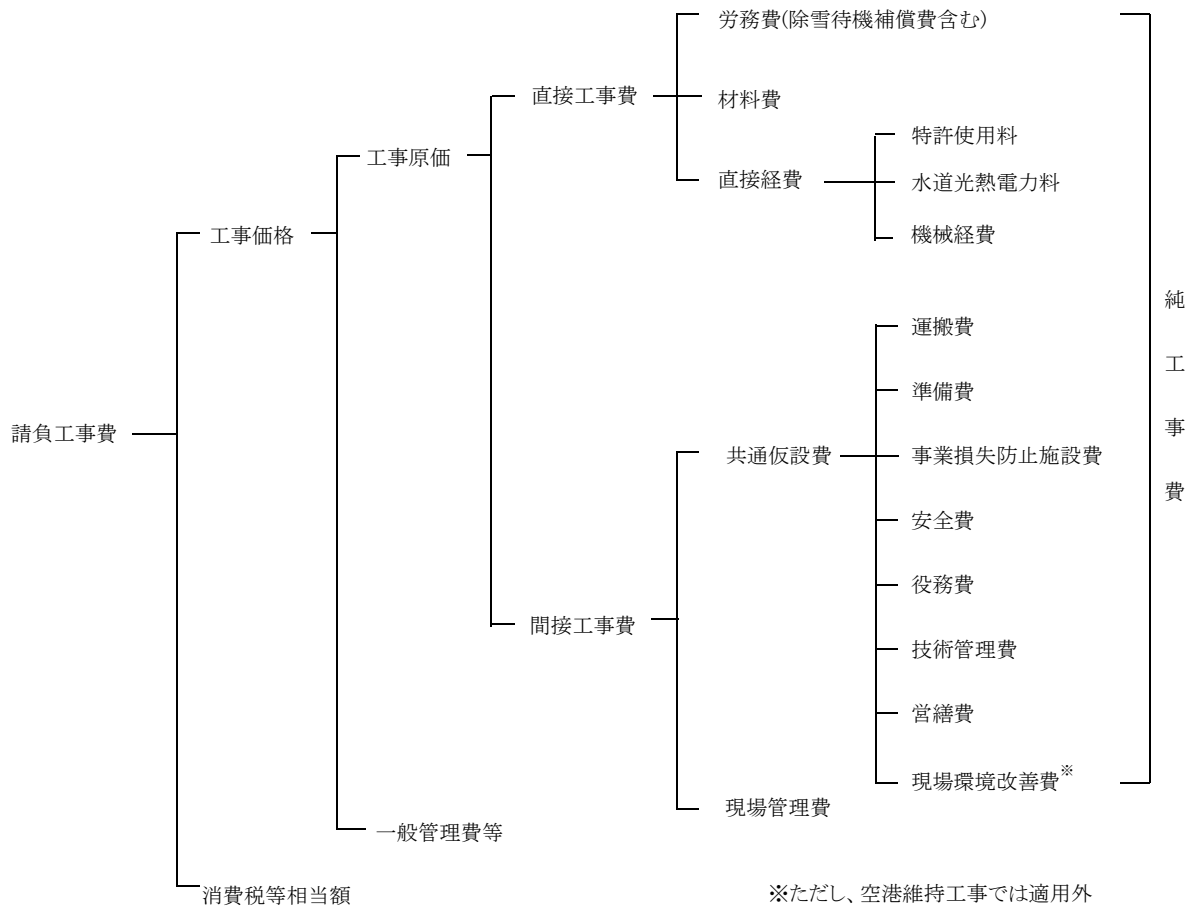 労務費(除雪待機補償費含む)
直接工事費
材料費
特許使用料
工事原価
直接経費
水道光熱電力料
工事価格
機械経費
純工事費
運搬費
準備費
請負工事費
共通仮設費
事業損失防止施設費
安全費
役務費
間接工事費
技術管理費
営繕費
現場環境改善費※
現場管理費
一般管理費等
消費税等相当額
※ただし、空港維持工事では適用外